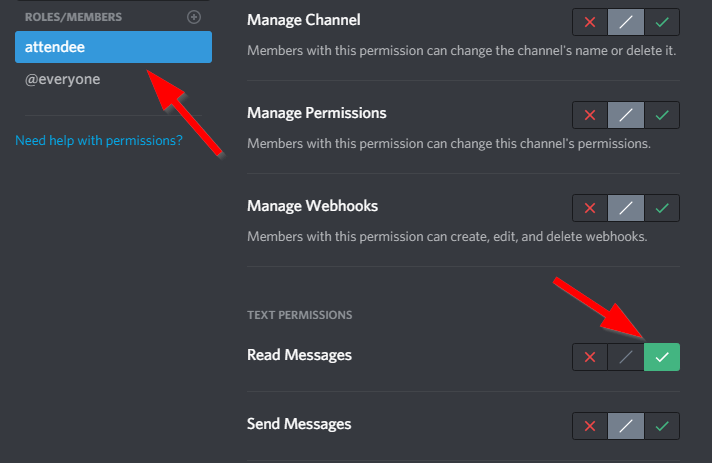 ROLES/MEMBERS
attendee
@everyone
Need help with permissions?
Manage Channel
Members with this permission can change the channel's name or delete it.
Manage Permissions
Members with this permission can change this channel's permissions.
Manage Webhooks
Members with this permission can create, edit, and delete webhooks.
TEXT PERMISSIONS
Read Messages
Send Messages